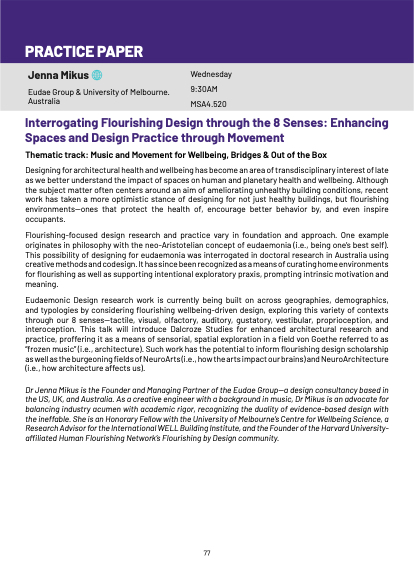 PRACTICE PAPER
Jenna Mikus
Eudae Group & University of Melbourne,
Australia
Wednesday
9:30AM
MSA4.520
Interrogating Flourishing Design through the 8 Senses: Enhancing
Spaces and Design Practice through Movement
Thematic track: Music and Movement for Wellbeing, Bridges & Out of the Box
Designing for architectural health and wellbeing has become an area of transdisciplinary interest of late
as we better understand the impact of spaces on human and planetary health and wellbeing. Although
the subject matter often centers around an aim of ameliorating unhealthy building conditions, recent
work has taken a more optimistic stance of designing for not just healthy buildings, but flourishing
environments—ones that protect the health of, encourage better behavior by, and even inspire
occupants.
Flourishing-focused design research and practice vary in foundation and approach. One example
originates in philosophy with the neo-Aristotelian concept of eudaemonia (i.e., being one's best self).
This possibility of designing for eudaemonia was interrogated in doctoral research in Australia using
creative methods and codesign. It has since been recognized as a means of curating home environments
for flourishing as well as supporting intentional exploratory praxis, prompting intrinsic motivation and
meaning.
Eudaemonic Design research work is currently being built on across geographies, demographics,
and typologies by considering flourishing wellbeing-driven design, exploring this variety of contexts
through our 8 senses—tactile, visual, olfactory, auditory, gustatory, vestibular, proprioception, and
interoception. This talk will introduce Dalcroze Studies for enhanced architectural research and
practice, proffering it as a means of sensorial, spatial exploration in a field von Goethe referred to as
"frozen music" (i.e., architecture). Such work has the potential to inform flourishing design scholarship
as well as the burgeoning fields of NeuroArts (i.e., how the arts impact our brains) and NeuroArchitecture
(i.e., how architecture affects us).
Dr Jenna Mikus is the Founder and Managing Partner of the Eudae Group—a design consultancy based in
the US, UK, and Australia. As a creative engineer with a background in music, Dr Mikus is an advocate for
balancing industry acumen with academic rigor, recognizing the duality of evidence-based design with
the ineffable. She is an Honorary Fellow with the University of Melbourne's Centre for Wellbeing Science, a
Research Advisor for the International WELL Building Institute, and the Founder of the Harvard University-
affiliated Human Flourishing Network's Flourishing by Design community.
77